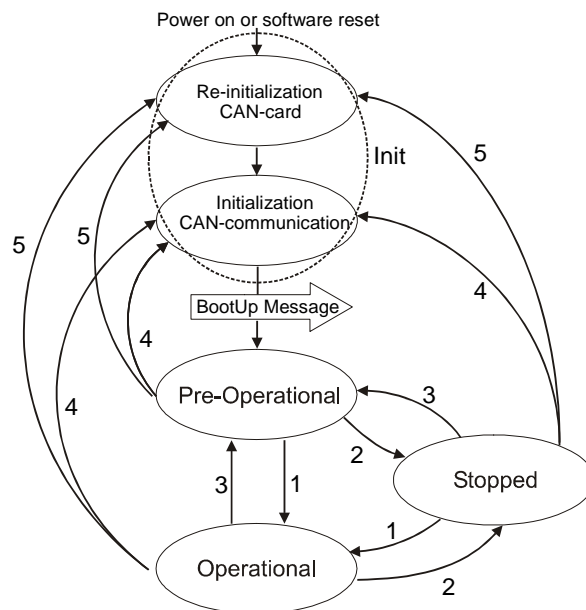 Power on or software reset
Re-initialization
CAN-card
Init
5
Initialization
CAN-communication
5
5
4
BootUp Message
4
3
Pre-Operational
4
2
Stopped
3
1
1
Operational
2